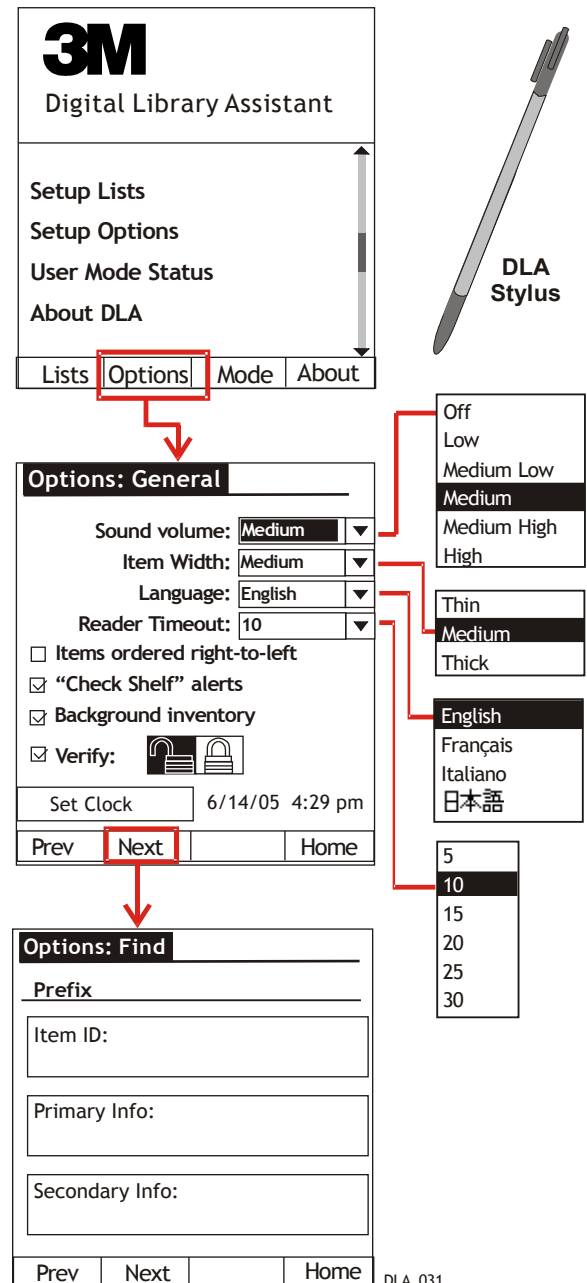 3M
Digital Library Assistant
Setup Lists
Setup Options
User Mode Status
About DLA
Lists Options Mode About
DLA
Stylus
Options: General
Sound volume: Medium
Item Width: Medium
Language: English
Reader Timeout: 10
Items ordered right-to-left
“Check Shelf” alerts
Background inventory
Verify:
Set Clock 6/14/05 4:29 pm
Prev Next Home
Off
Low
Medium Low
Medium
Medium High
High
Thin
Medium
Thick
English
Français
Italiano
日本語
5
10
15
20
25
30
Options: Find
Prefix
Item ID:
Primary Info:
Secondary Info:
Prev Next Home
DLA_031